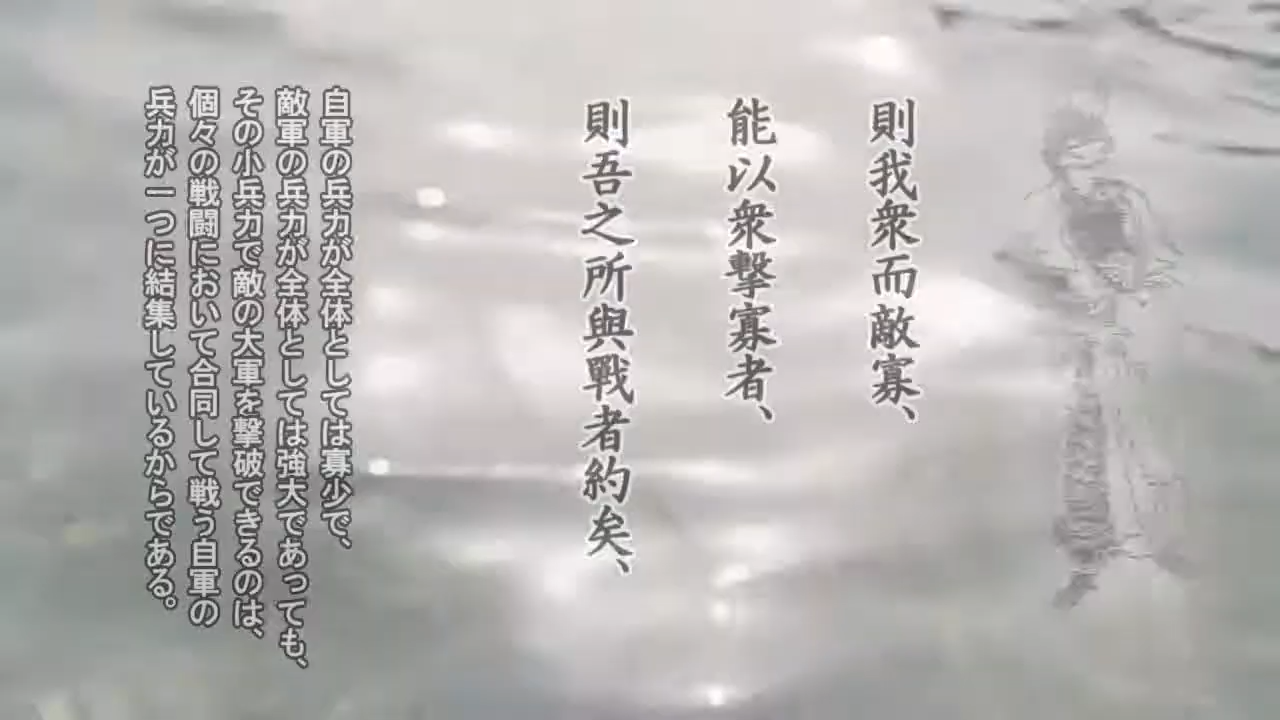 則我衆而敵寡、
能以衆撃寡者、
則吾之所與戰者約矣、
自軍の兵力が全体としては寡少で、
敵軍の兵力が全体としては強大であっても、
その小兵力で敵の大軍を撃破できるのは、
個々の戦闘において合同して戦う自軍の
兵力が一つに結集しているからである。